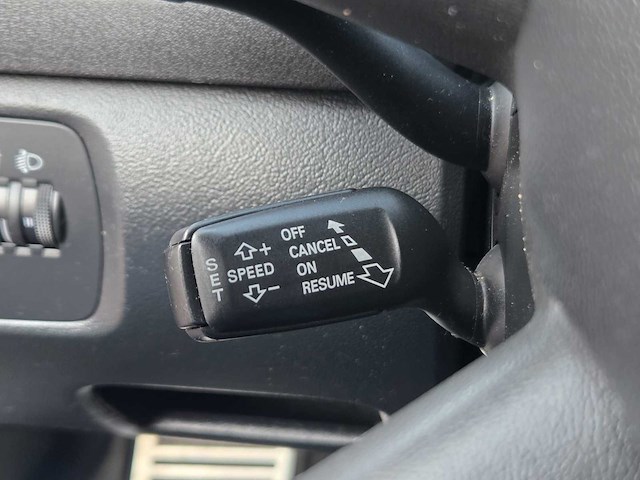 SET
SPEED
+
-
OFF
CANCEL
ON
RESUME